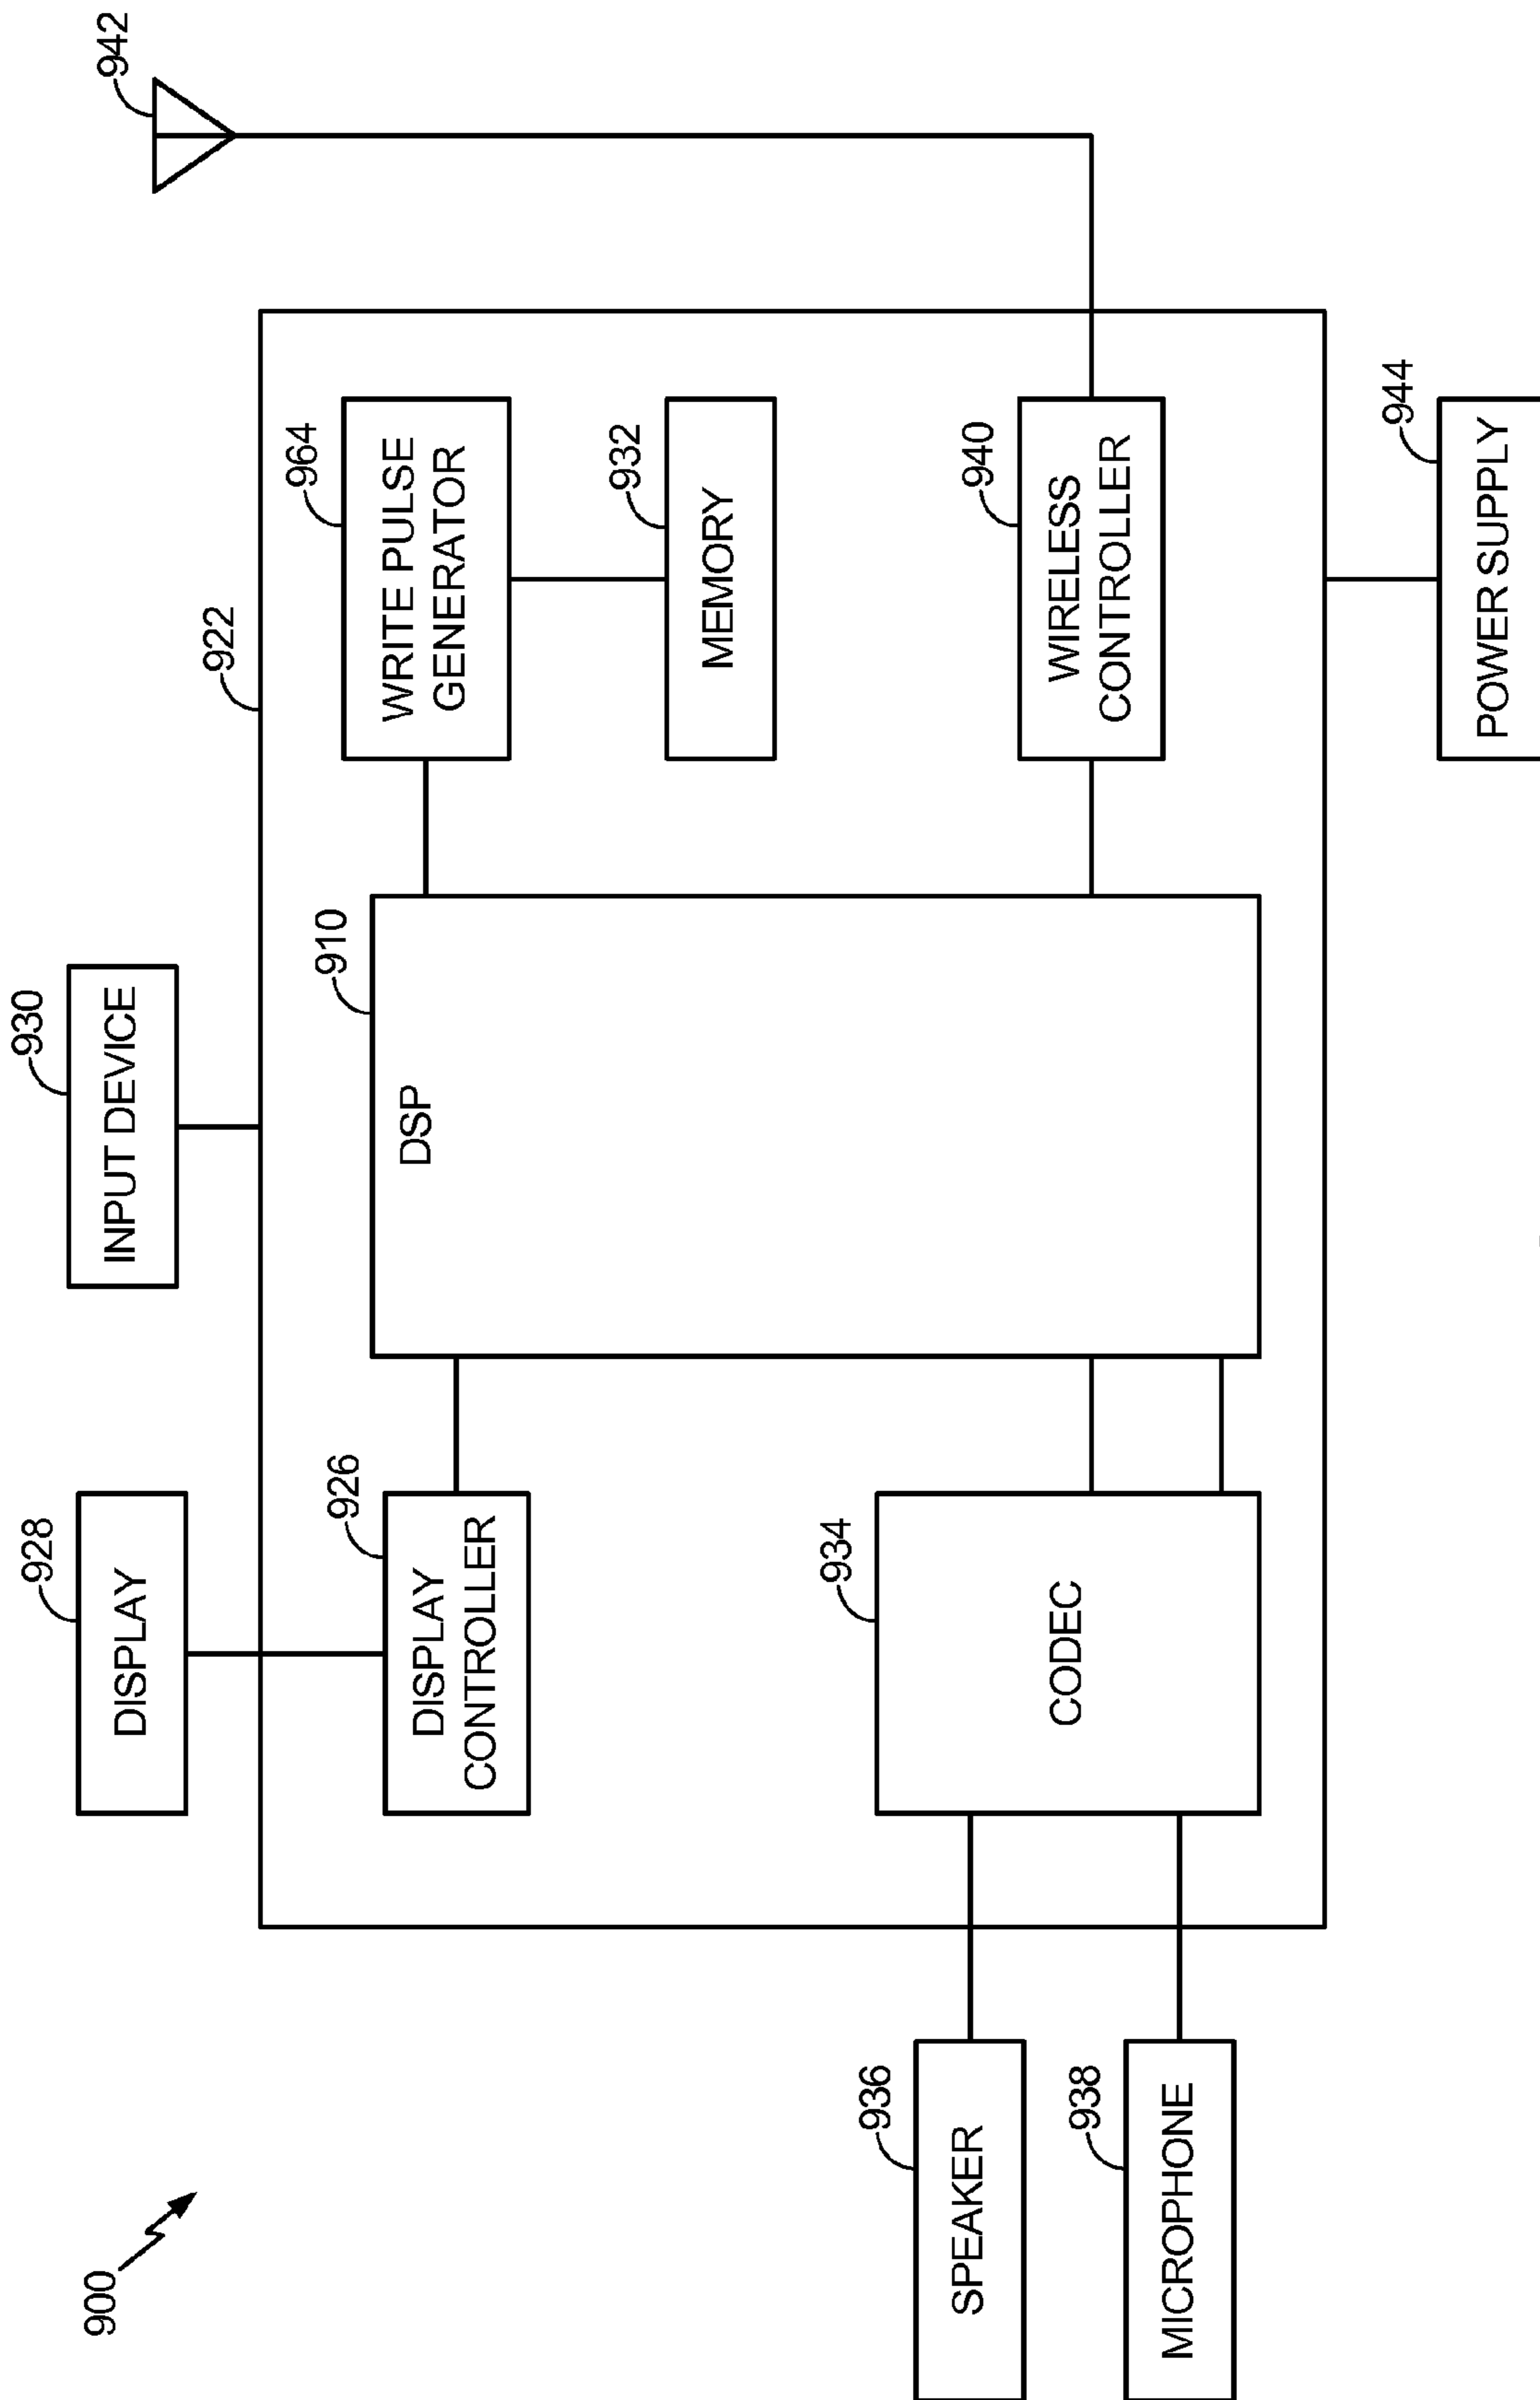 900
928
DISPLAY
930
INPUT DEVICE
922
942
926
DISPLAY
CONTROLLER
910
DSP
964
WRITE PULSE
GENERATOR
932
MEMORY
934
CODEC
940
WIRELESS
CONTROLLER
936
SPEAKER
938
MICROPHONE
944
POWER SUPPLY